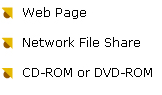 Web Page
Network File Share
CD-ROM or DVD-ROM